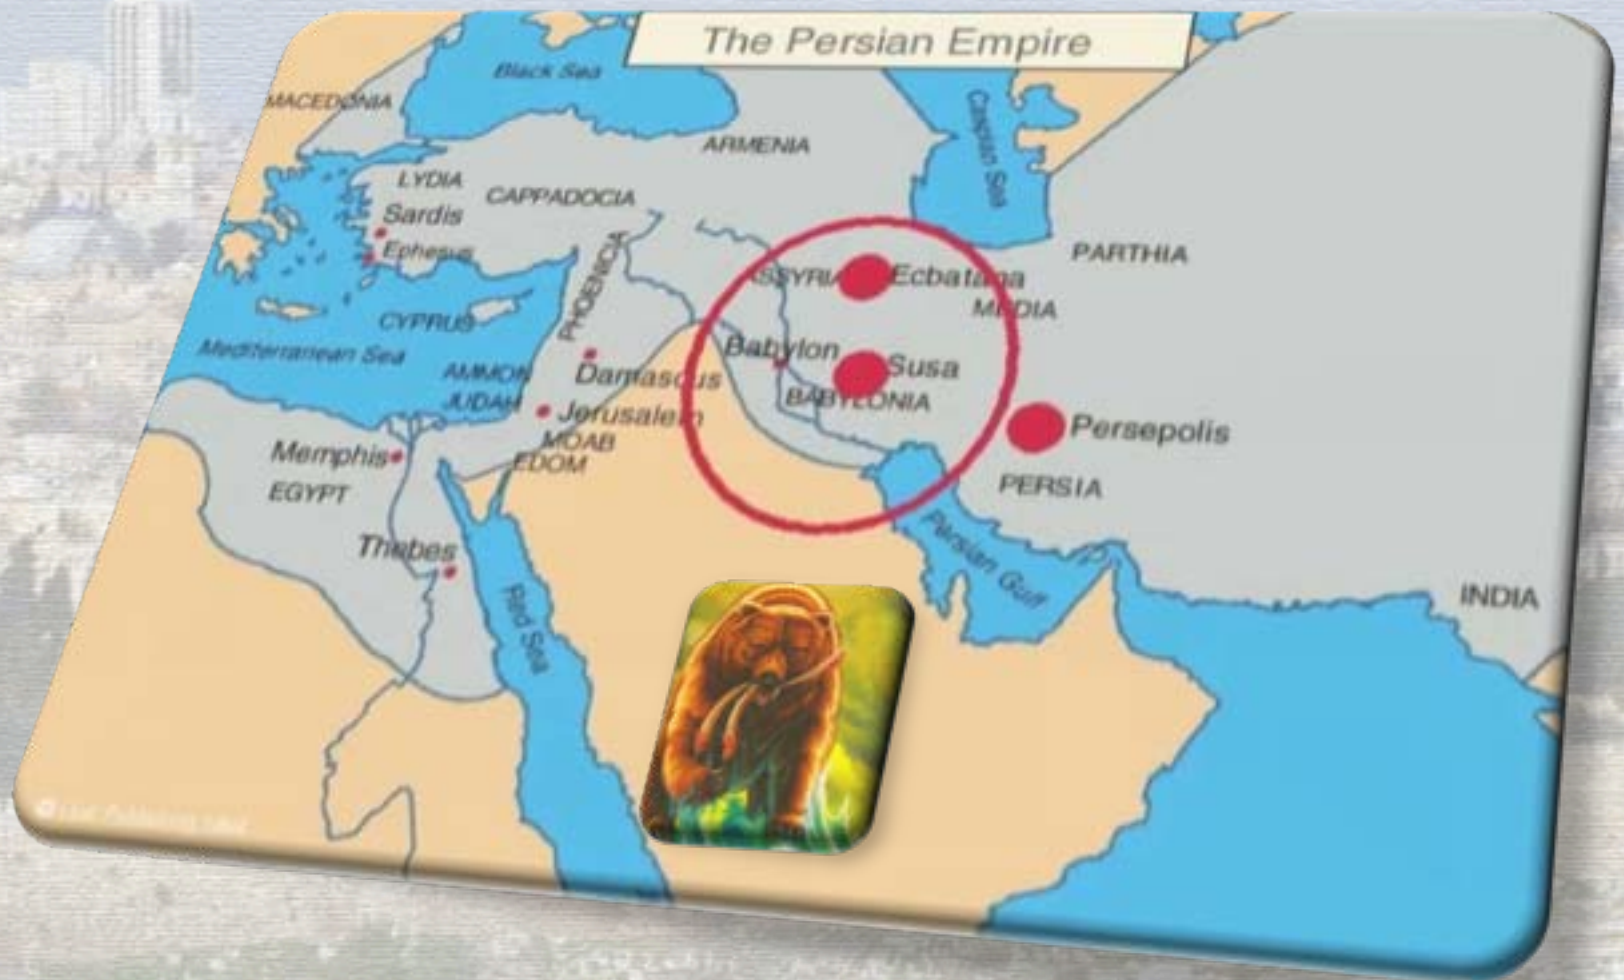 The Persian Empire
Black Sea
Caspian Sea
MACEDONIA
ARMENIA
LYDIA
CAPPADOCIA
Sardis
Ephesus
PHOENICIA
PARTHIA
ASSYRIA
Ecbatana
MEDIA
CYPRUS
Mediterranean Sea
Babylon
Susa
AMMON
Damascus
BABYLONIA
JUDAH
Jerusalem
Persepolis
MOAB
Memphis
EDOM
EGYPT
PERSIA
Thebes
Persian Gulf
Red Sea
INDIA